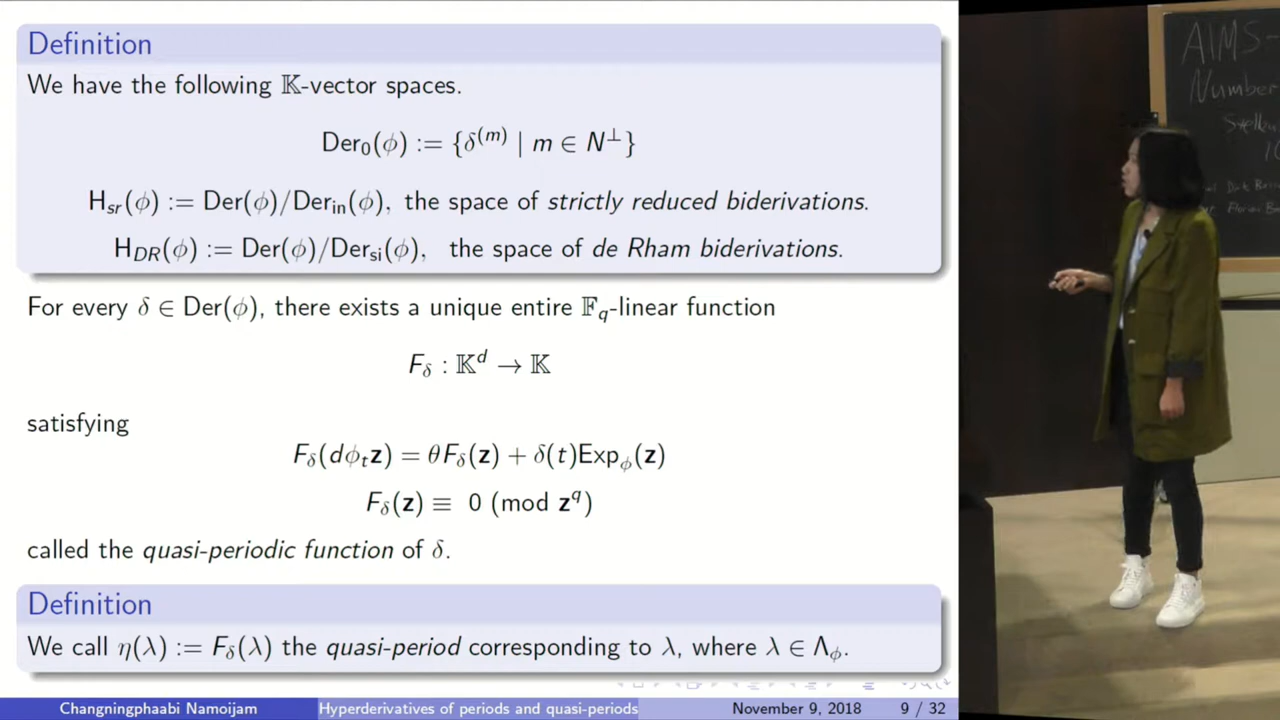 Definition
We have the following 𝕂-vector spaces.
Der₀(ϕ) := {δ⁽ᵐ⁾ | m ∈ N^⊥}
H_sr(ϕ) := Der(ϕ)/Der_in(ϕ), the space of strictly reduced biderivations.
H_DR(ϕ) := Der(ϕ)/Der_si(ϕ), the space of de Rham biderivations.
For every δ ∈ Der(ϕ), there exists a unique entire 𝔽_q-linear function
F_δ : 𝕂^d → 𝕂
satisfying
F_δ(dϕ_t z) = θF_δ(z) + δ(t)Exp_ϕ(z)
F_δ(z) ≡ 0 (mod z^q)
called the quasi-periodic function of δ.
Definition
We call η(λ) := F_δ(λ) the quasi-period corresponding to λ, where λ ∈ Λ_ϕ.
Changningphaabi Namoijam Hyperderivatives of periods and quasi-periods November 9, 2018 9 / 32
AIMS-
Number